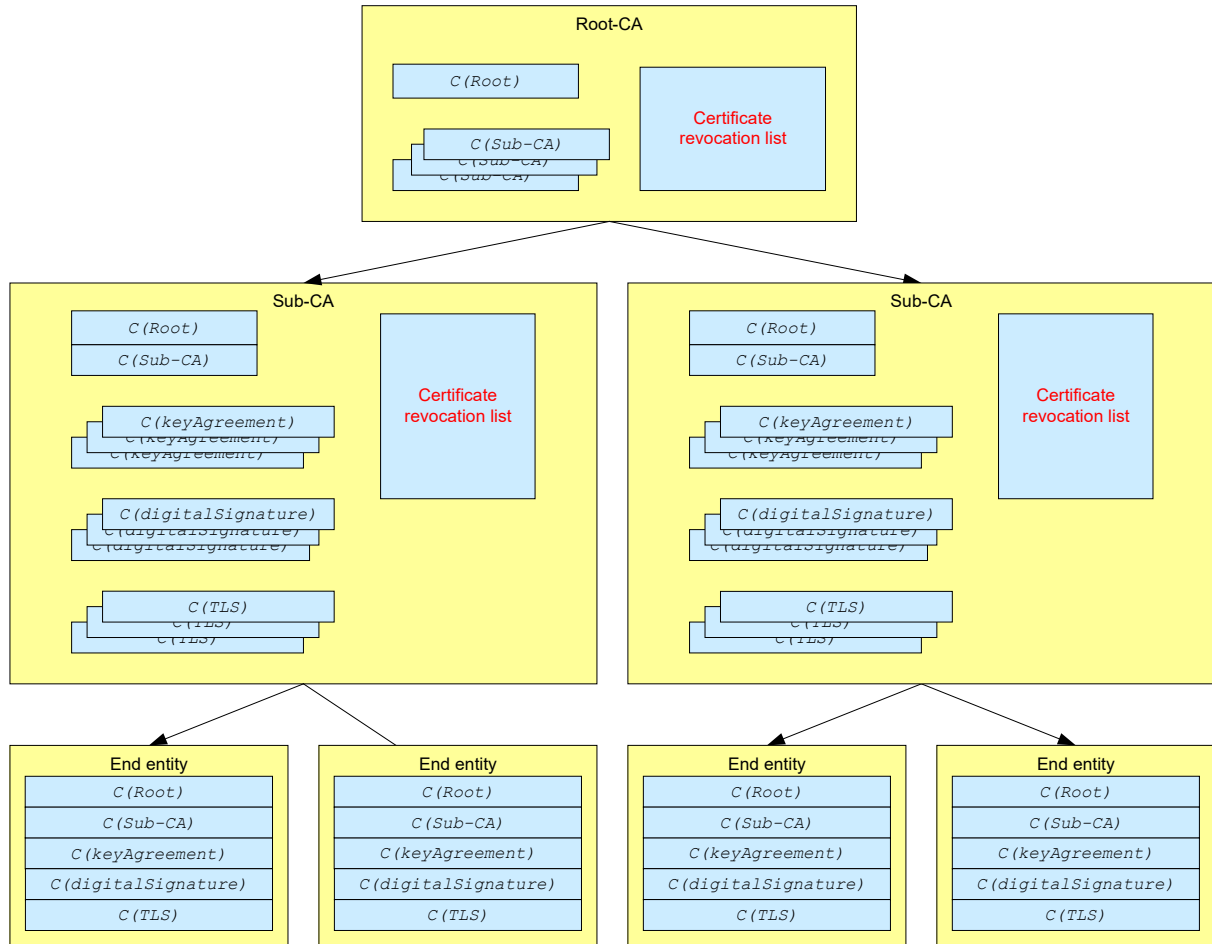 Root-CA
C(Root)
C(Sub-CA)
C(Sub-CA)
C(Sub-CA)
Certificate
revocation list
Sub-CA
C(Root)
C(Sub-CA)
C(keyAgreement)
C(keyAgreement)
C(keyAgreement)
C(digitalSignature)
C(digitalSignature)
C(digitalSignature)
C(TLS)
C(TLS)
C(TLS)
Certificate
revocation list
Sub-CA
C(Root)
C(Sub-CA)
C(keyAgreement)
C(keyAgreement)
C(keyAgreement)
C(digitalSignature)
C(digitalSignature)
C(digitalSignature)
C(TLS)
C(TLS)
C(TLS)
Certificate
revocation list
End entity
C(Root)
C(Sub-CA)
C(keyAgreement)
C(digitalSignature)
C(TLS)
End entity
C(Root)
C(Sub-CA)
C(keyAgreement)
C(digitalSignature)
C(TLS)
End entity
C(Root)
C(Sub-CA)
C(keyAgreement)
C(digitalSignature)
C(TLS)
End entity
C(Root)
C(Sub-CA)
C(keyAgreement)
C(digitalSignature)
C(TLS)